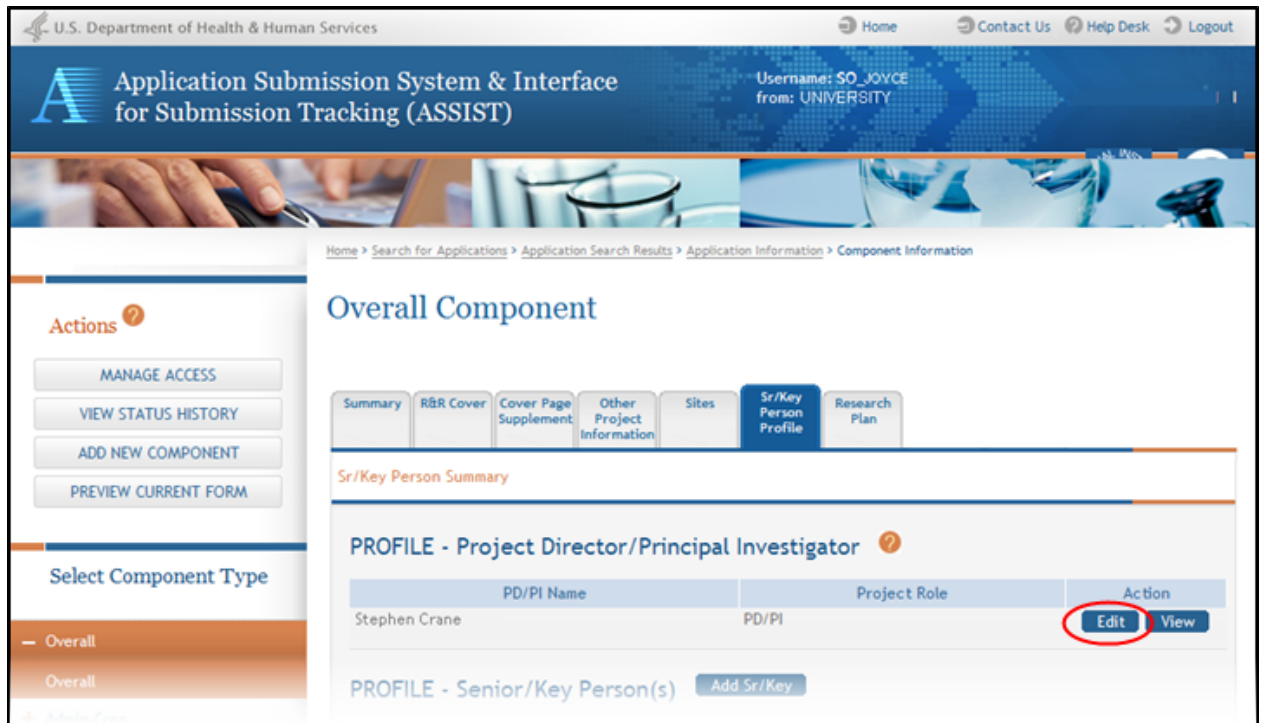 U.S. Department of Health & Human Services
Home
Contact Us
Help Desk
Logout
Application Submission System & Interface
for Submission Tracking (ASSIST)
Username: SO_JOYCE
from: UNIVERSITY
Home > Search for Applications > Application Search Results > Application Information > Component Information
Actions ?
MANAGE ACCESS
VIEW STATUS HISTORY
ADD NEW COMPONENT
PREVIEW CURRENT FORM
Select Component Type
Overall
Overall
Admin Core
Overall Component
Summary
R&R Cover
Cover Page
Supplement
Other
Project
Information
Sites
Sr/Key
Person
Profile
Research
Plan
Sr/Key Person Summary
PROFILE - Project Director/Principal Investigator ?
PD/PI Name
Project Role
Action
Stephen Crane
PD/PI
Edit
View
PROFILE - Senior/Key Person(s)
Add Sr/Key